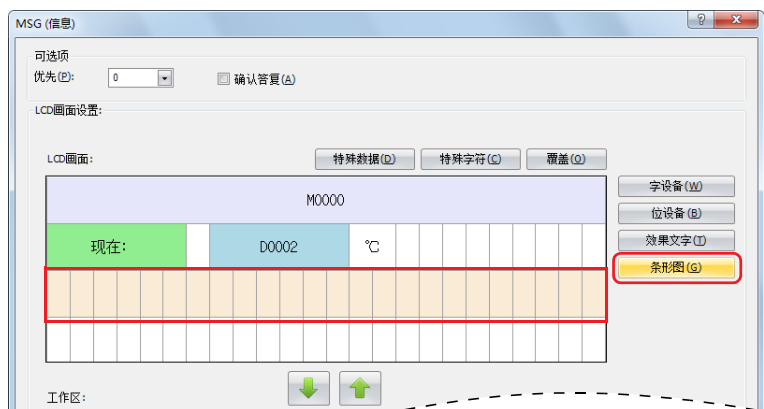 MSG (信息)
可选项
优先(P): 0 确认答复(A)
LCD画面设置:
LCD画面: 特殊数据(D) 特殊字符(C) 覆盖(O)
M0000 字设备(W)
位设备(B)
现在: D0002 ℃ 效果文字(T)
条形图(G)
工作区: